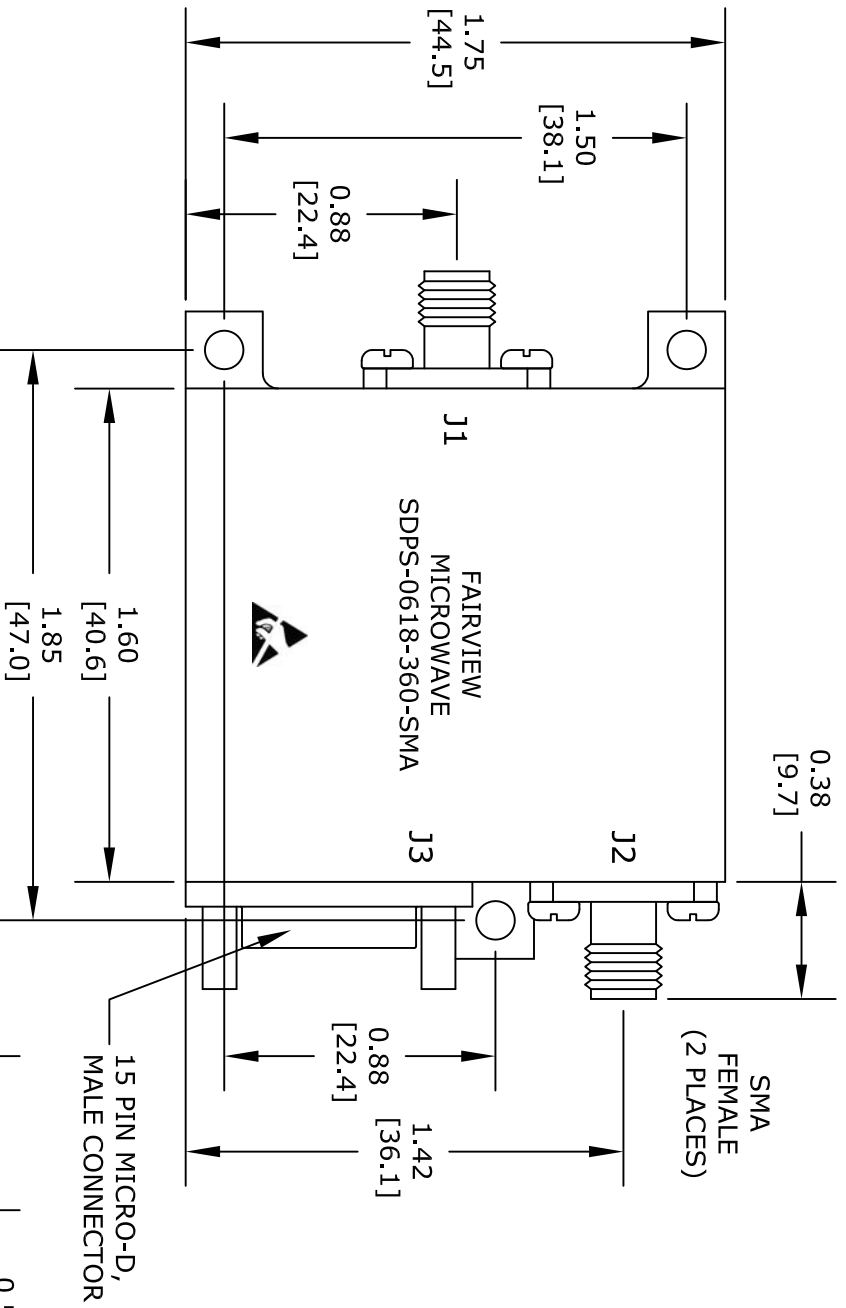 SMA
FEMALE
(2 PLACES)
0.38
[9.7]
1.42
[36.1]
0.88
[22.4]
15 PIN MICRO-D,
MALE CONNECTOR
J2
J3
FAIRVIEW
MICROWAVE
SDPS-0618-360-SMA
J1
1.60
[40.6]
1.85
[47.0]
0.88
[22.4]
1.50
[38.1]
1.75
[44.5]